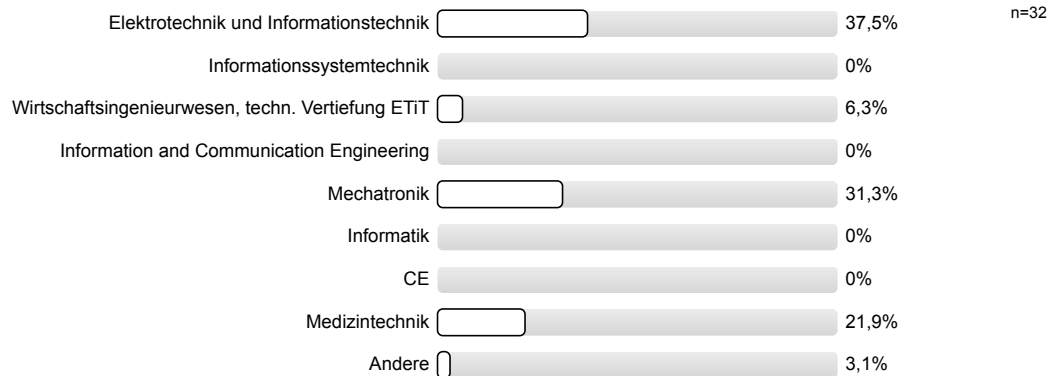 Elektrotechnik und Informationstechnik 37,5% n=32
Informationssystemtechnik 0%
Wirtschaftsingenieurwesen, techn. Vertiefung ETiT 6,3%
Information and Communication Engineering 0%
Mechatronik 31,3%
Informatik 0%
CE 0%
Medizintechnik 21,9%
Andere 3,1%